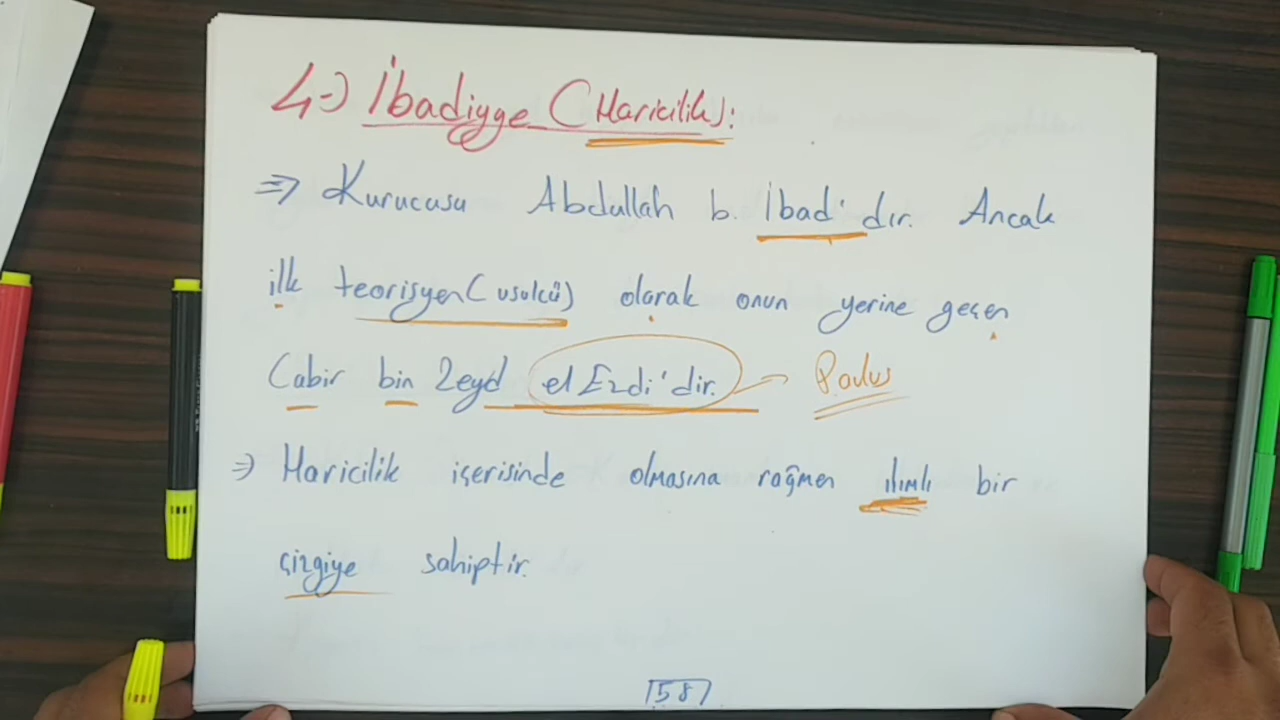 4-) İbadiyye (Haricilik):
⇒ Kurucusu Abdullah b. İbad'dır. Ancak
ilk teorisyen (usulcü) olarak onun yerine geçen
Cabir bin Zeyd el Ezdi'dir. Pavlus
⇒ Haricilik içerisinde olmasına rağmen ılımlı bir
çizgiye sahiptir.
58